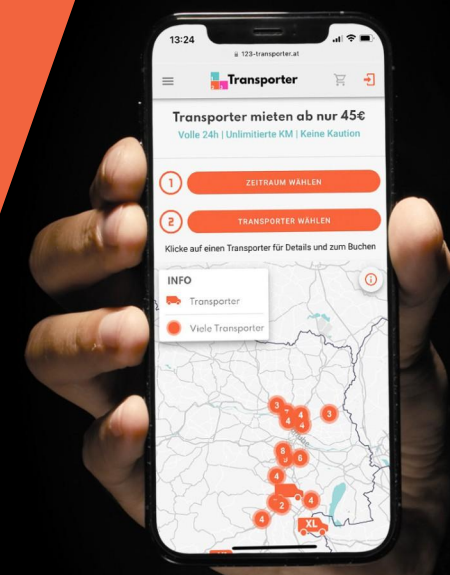 13:24
123-transporter.at
Transporter
Transporter mieten ab nur 45€
Volle 24h | Unlimitierte KM | Keine Kaution
1 ZEITRAUM WÄHLEN
2 TRANSPORTER WÄHLEN
Klicke auf einen Transporter für Details und zum Buchen
INFO
Transporter
Viele Transporter
3
4
4
3
8
6
4
2
4
4
XL